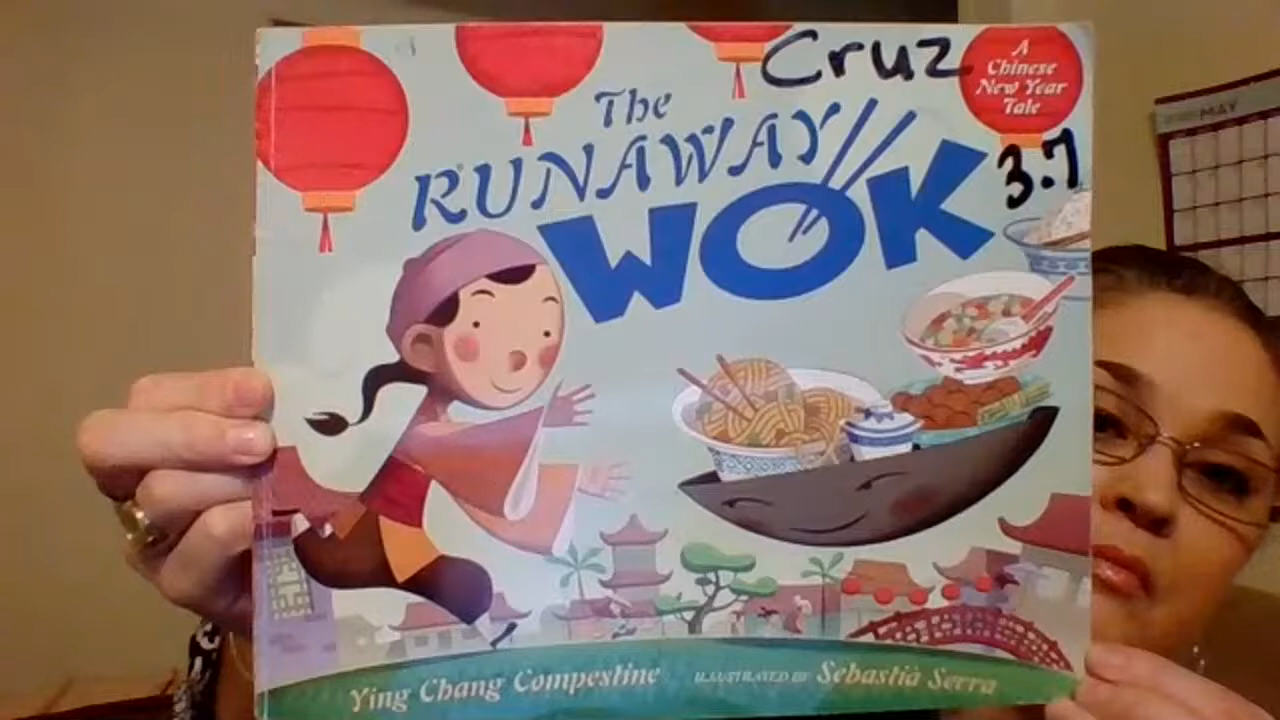 Cruz
A
Chinese
New Year
Tale
The
RUNAWAY
WOK
3.7
MAY
Ying Chang Compestine ILLUSTRATED BY Sebastià Serra